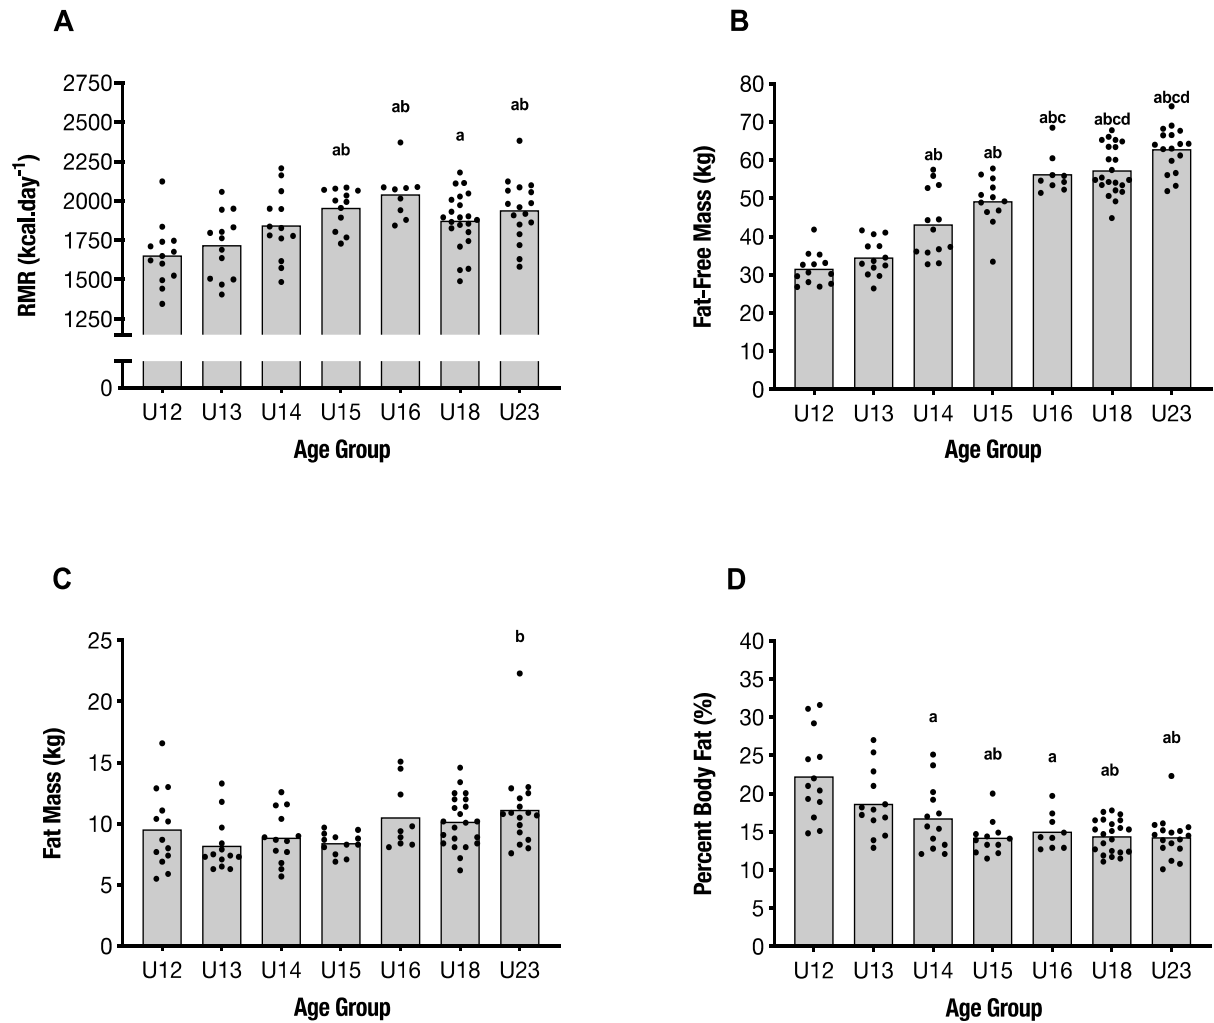 A
RMR (kcal.day⁻¹)
2750
2500
2250
2000
1750
1500
1250
0
ab
ab
a
ab
U12 U13 U14 U15 U16 U18 U23
Age Group
B
Fat-Free Mass (kg)
80
70
60
50
40
30
20
10
0
ab
ab
abc
abcd
abcd
U12 U13 U14 U15 U16 U18 U23
Age Group
C
Fat Mass (kg)
25
20
15
10
5
0
b
U12 U13 U14 U15 U16 U18 U23
Age Group
D
Percent Body Fat (%)
40
35
30
25
20
15
10
5
0
a
ab
a
ab
ab
U12 U13 U14 U15 U16 U18 U23
Age Group